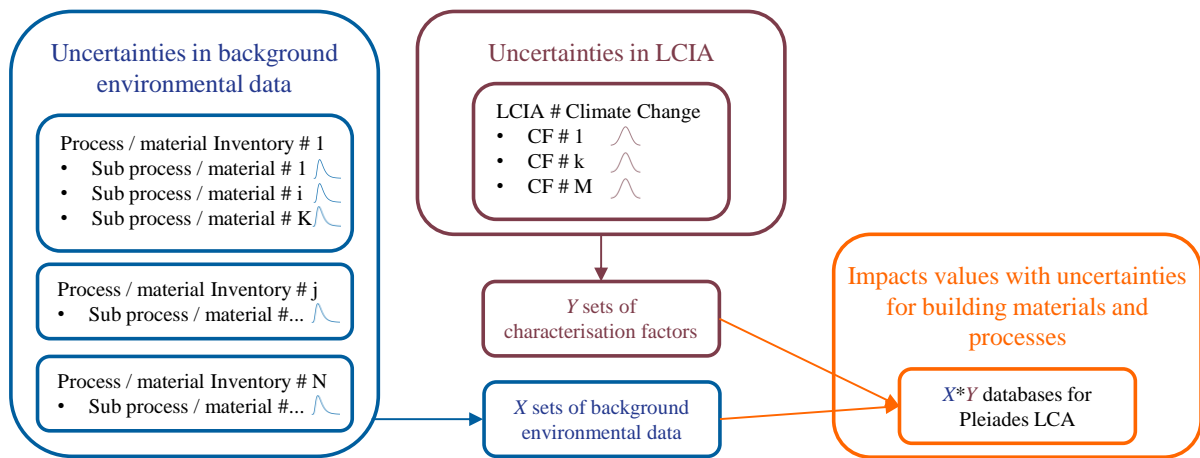 Uncertainties in background
environmental data
Process / material Inventory # 1
• Sub process / material # 1
• Sub process / material # i
• Sub process / material # K
Process / material Inventory # j
• Sub process / material #...
Process / material Inventory # N
• Sub process / material #...
Uncertainties in LCIA
LCIA # Climate Change
• CF # 1
• CF # k
• CF # M
Y sets of
characterisation factors
X sets of background
environmental data
Impacts values with uncertainties
for building materials and
processes
X*Y databases for
Pleiades LCA